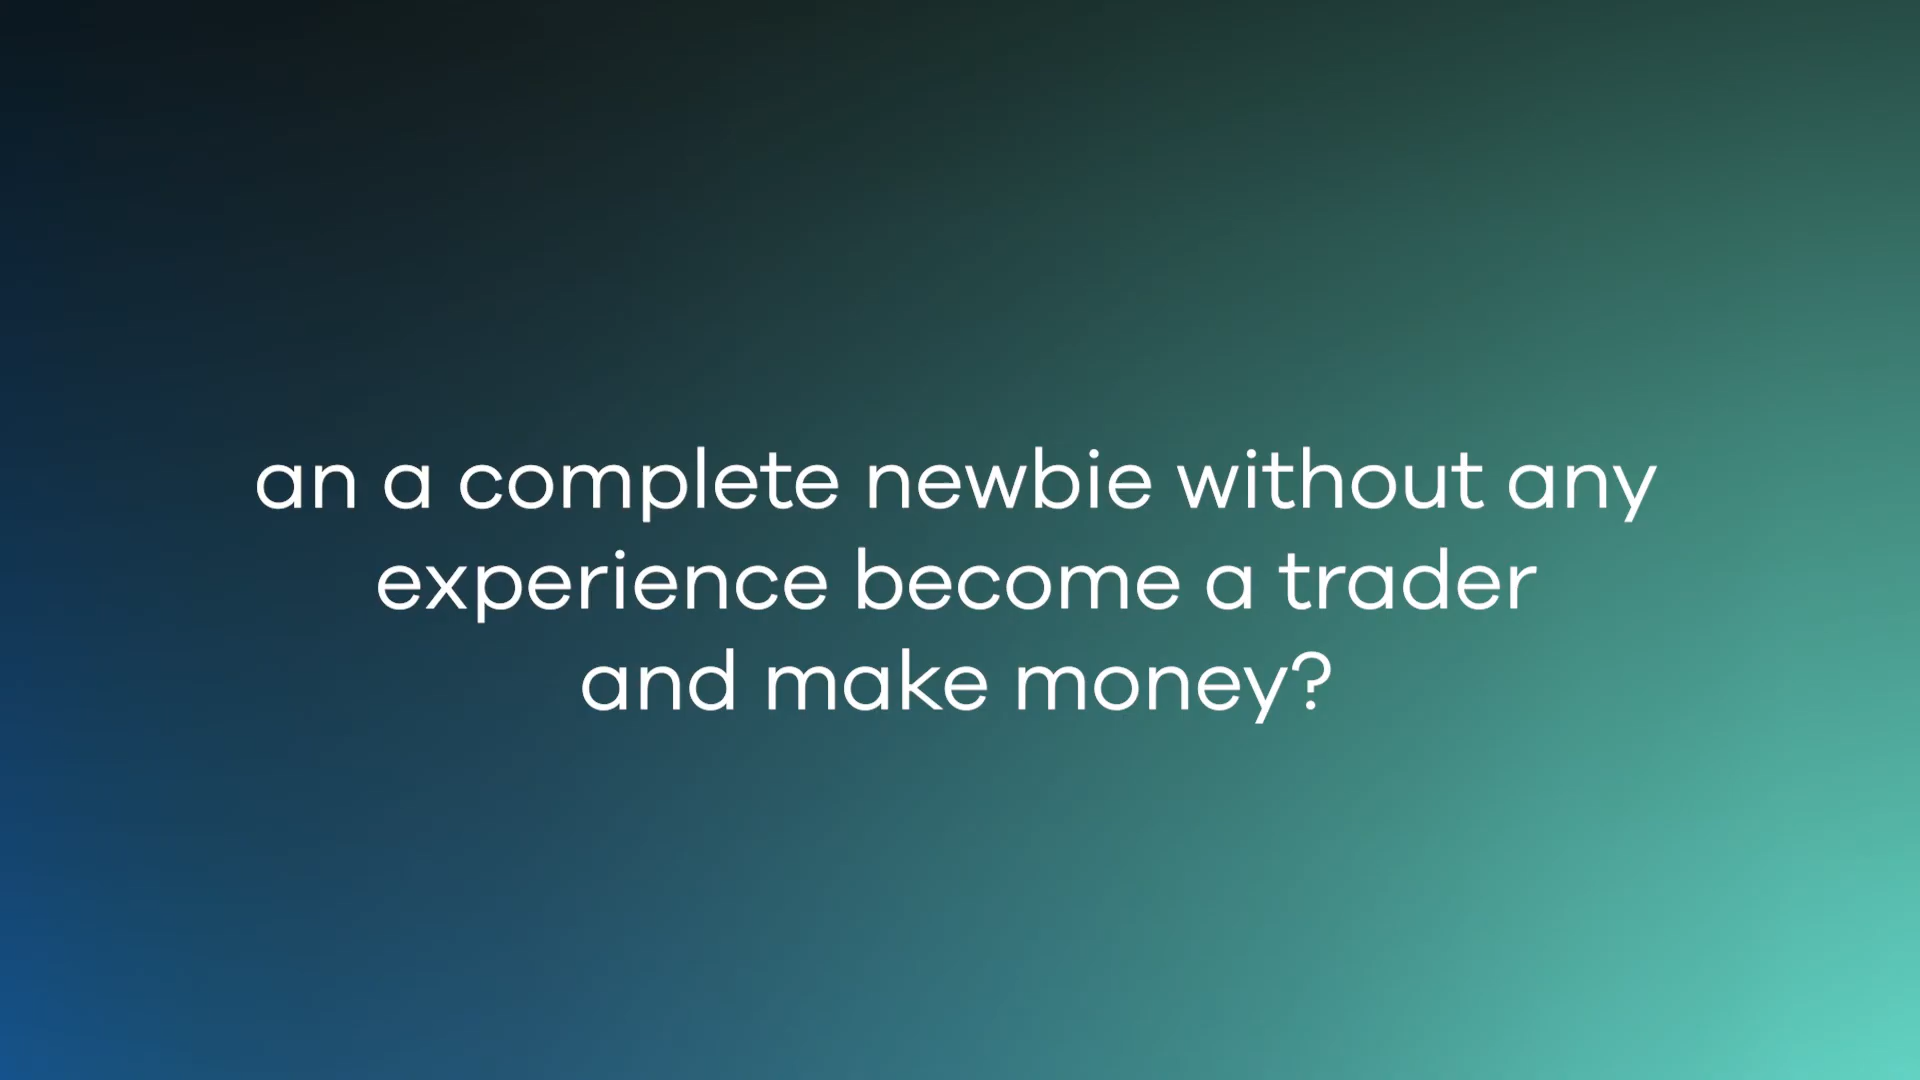 an a complete newbie without any
experience become a trader
and make money?